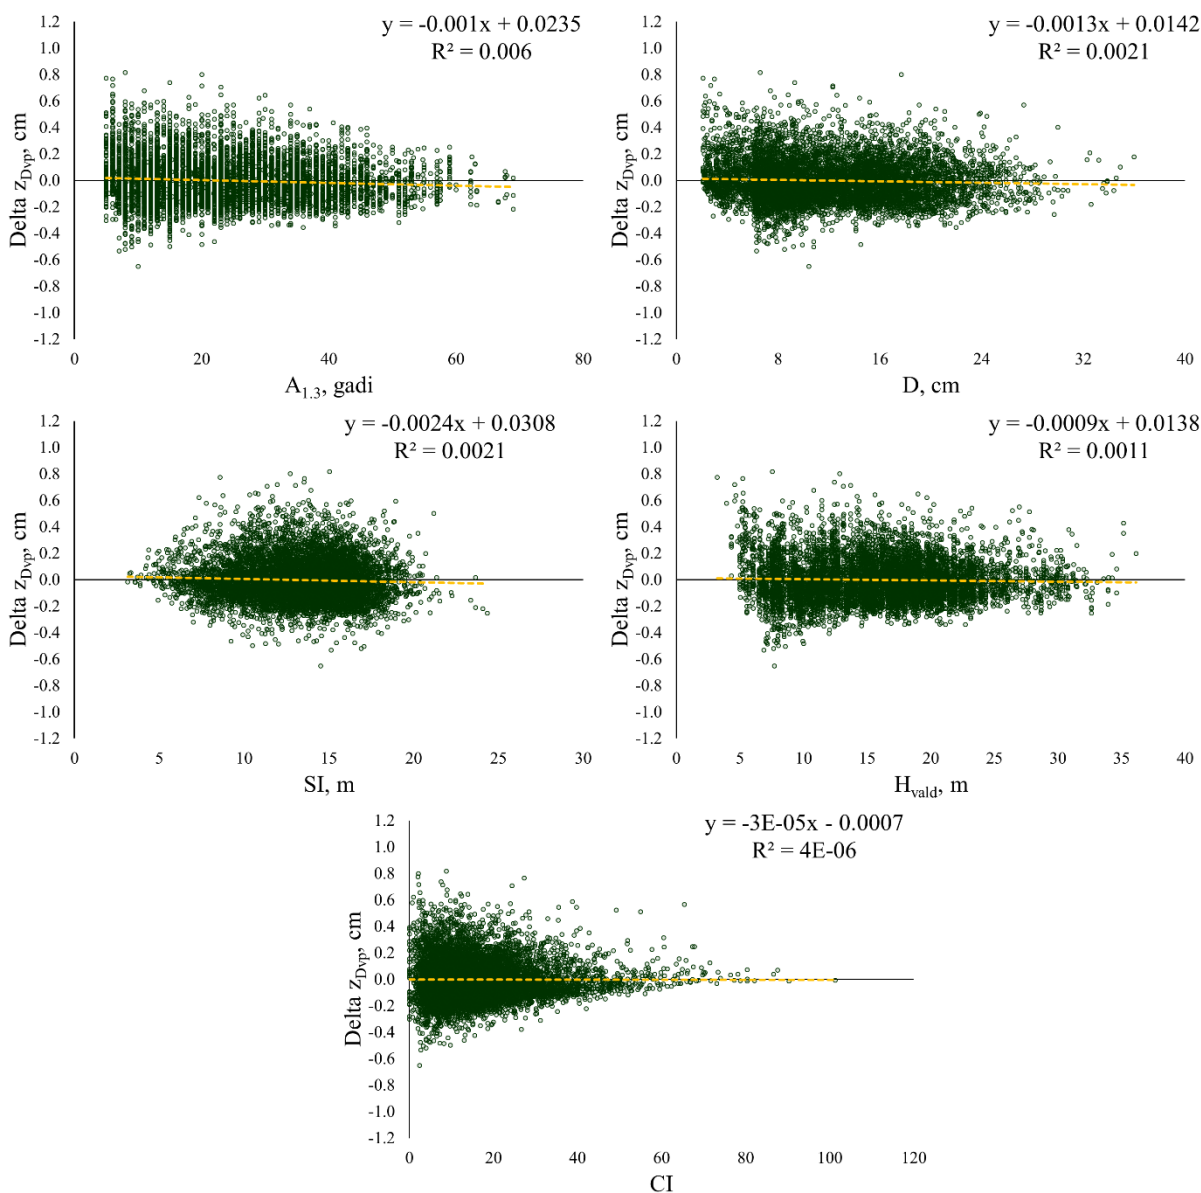 y = -0.001x + 0.0235
R² = 0.006
1.2
1.0
0.8
0.6
0.4
0.2
0.0
-0.2
-0.4
-0.6
-0.8
-1.0
-1.2
Delta z_Dvp, cm
0 20 40 60 80
A_1.3, gadi
y = -0.0013x + 0.0142
R² = 0.0021
1.2
1.0
0.8
0.6
0.4
0.2
0.0
-0.2
-0.4
-0.6
-0.8
-1.0
-1.2
Delta z_Dvp, cm
0 8 16 24 32 40
D, cm
y = -0.0024x + 0.0308
R² = 0.0021
1.2
1.0
0.8
0.6
0.4
0.2
0.0
-0.2
-0.4
-0.6
-0.8
-1.0
-1.2
Delta z_Dvp, cm
0 5 10 15 20 25 30
SI, m
y = -0.0009x + 0.0138
R² = 0.0011
1.2
1.0
0.8
0.6
0.4
0.2
0.0
-0.2
-0.4
-0.6
-0.8
-1.0
-1.2
Delta z_Dvp, cm
0 5 10 15 20 25 30 35 40
H_vald, m
y = -3E-05x - 0.0007
R² = 4E-06
1.2
1.0
0.8
0.6
0.4
0.2
0.0
-0.2
-0.4
-0.6
-0.8
-1.0
-1.2
Delta z_Dvp, cm
0 20 40 60 80 100 120
CI